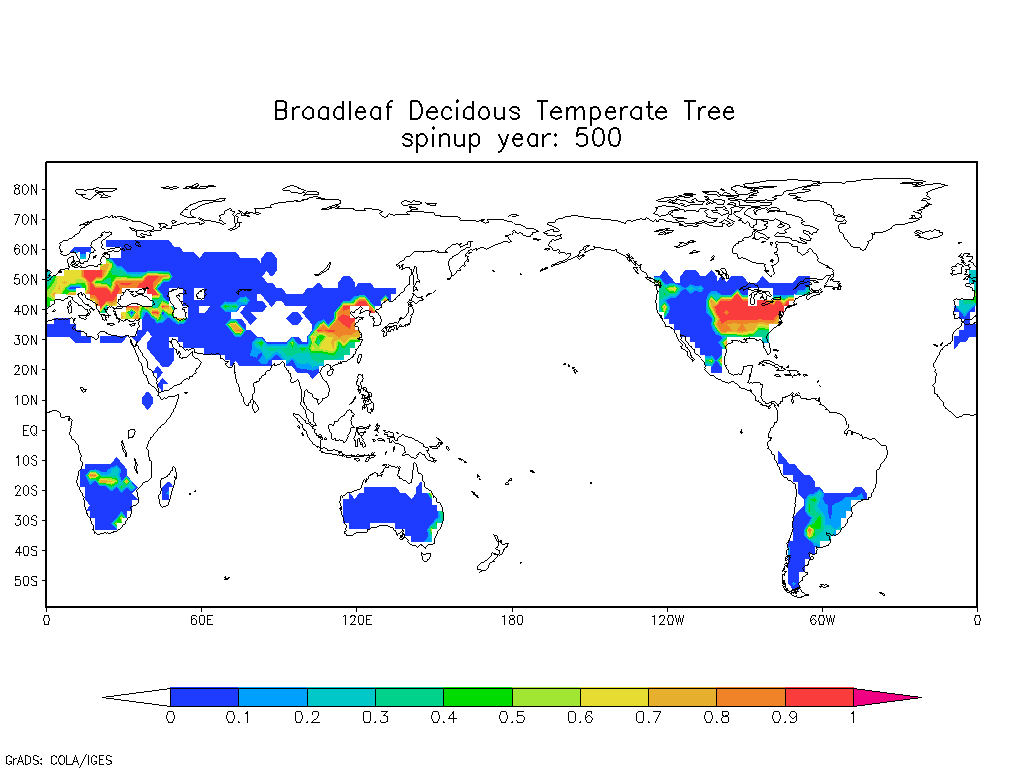 Broadleaf Decidous Temperate Tree
spinup year: 500
80N
70N
60N
50N
40N
30N
20N
10N
EQ
10S
20S
30S
40S
50S
0 60E 120E 180 120W 60W 0
0 0.1 0.2 0.3 0.4 0.5 0.6 0.7 0.8 0.9 1
GrADS: COLA/IGES